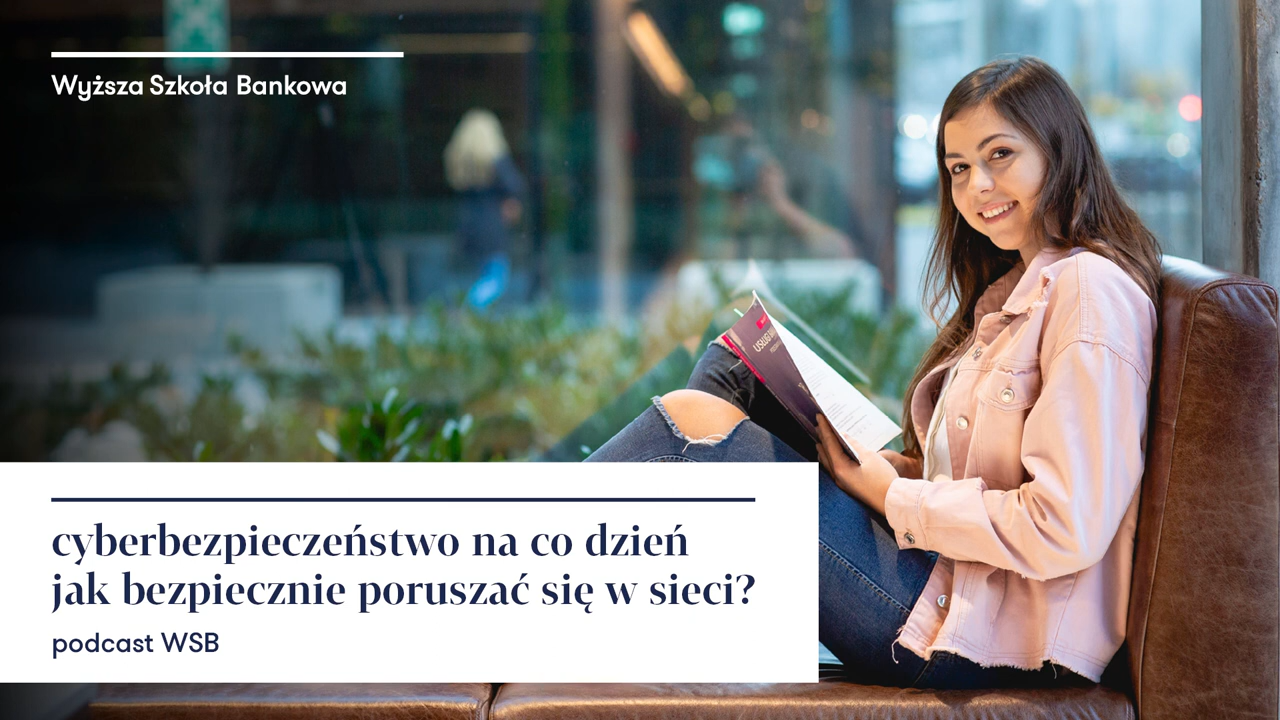 Wyższa Szkoła Bankowa
cyberbezpieczeństwo na co dzień
jak bezpiecznie poruszać się w sieci?
podcast WSB